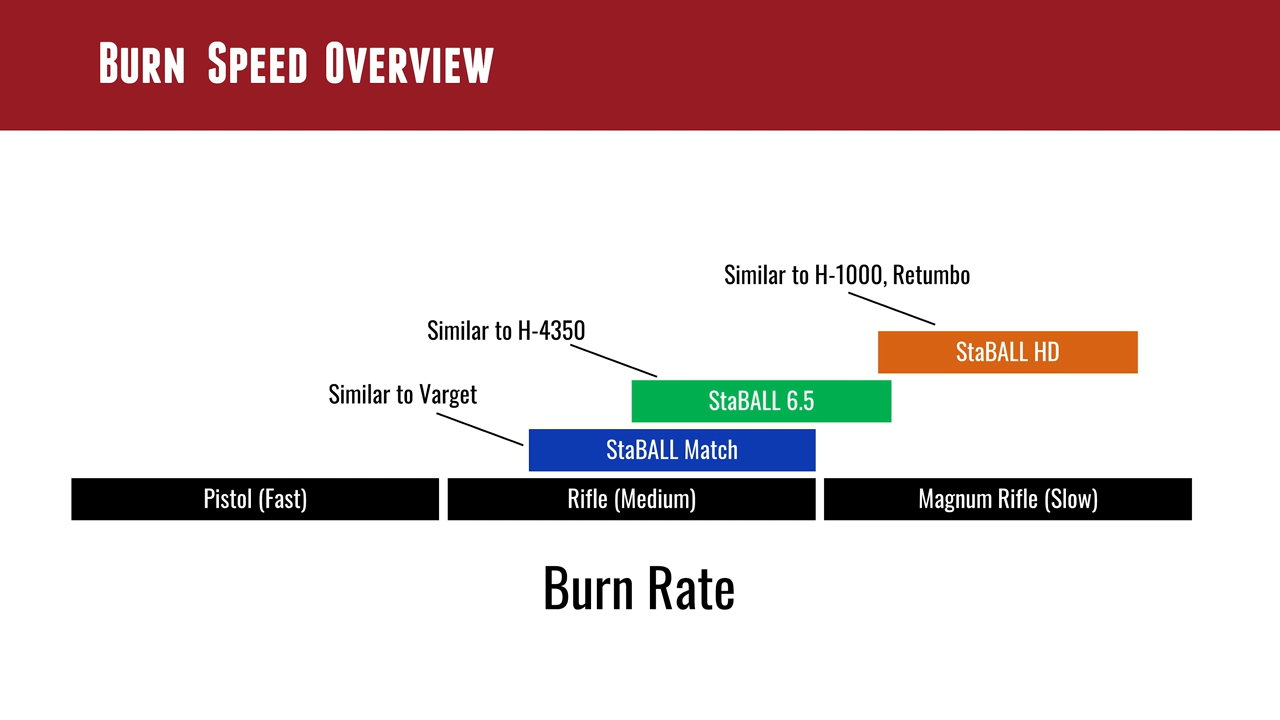 Burn Speed Overview
Similar to H-1000, Retumbo
StaBALL HD
Similar to H-4350
StaBALL 6.5
Similar to Varget
StaBALL Match
Pistol (Fast)
Rifle (Medium)
Magnum Rifle (Slow)
Burn Rate